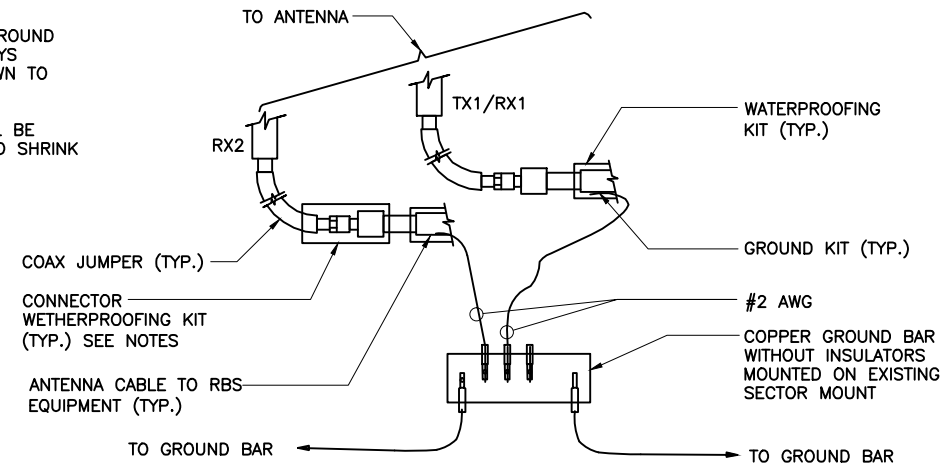 TO ANTENNA
ROUND
YS
WN TO
BE
O SHRINK
RX2
TX1/RX1
WATERPROOFING
KIT (TYP.)
COAX JUMPER (TYP.)
GROUND KIT (TYP.)
CONNECTOR
WETHERPROOFING KIT
(TYP.) SEE NOTES
#2 AWG
COPPER GROUND BAR
WITHOUT INSULATORS
MOUNTED ON EXISTING
SECTOR MOUNT
ANTENNA CABLE TO RBS
EQUIPMENT (TYP.)
TO GROUND BAR
TO GROUND BAR